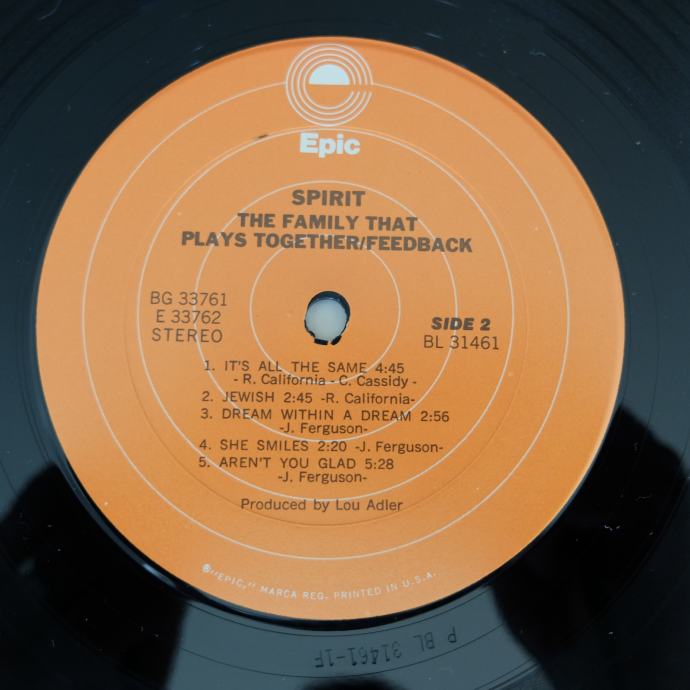 Epic
SPIRIT
THE FAMILY THAT
PLAYS TOGETHER/FEEDBACK
BG 33761
E 33762
STEREO
SIDE 2
BL 31461
1. IT'S ALL THE SAME 4:45
- R. California - C. Cassidy -
2. JEWISH 2:45 -R. California-
3. DREAM WITHIN A DREAM 2:56
-J. Ferguson-
4. SHE SMILES 2:20 -J. Ferguson-
5. AREN'T YOU GLAD 5:28
-J. Ferguson-
Produced by Lou Adler
®"EPIC," MARCA REG. PRINTED IN U.S.A.
P BL 31461-1F